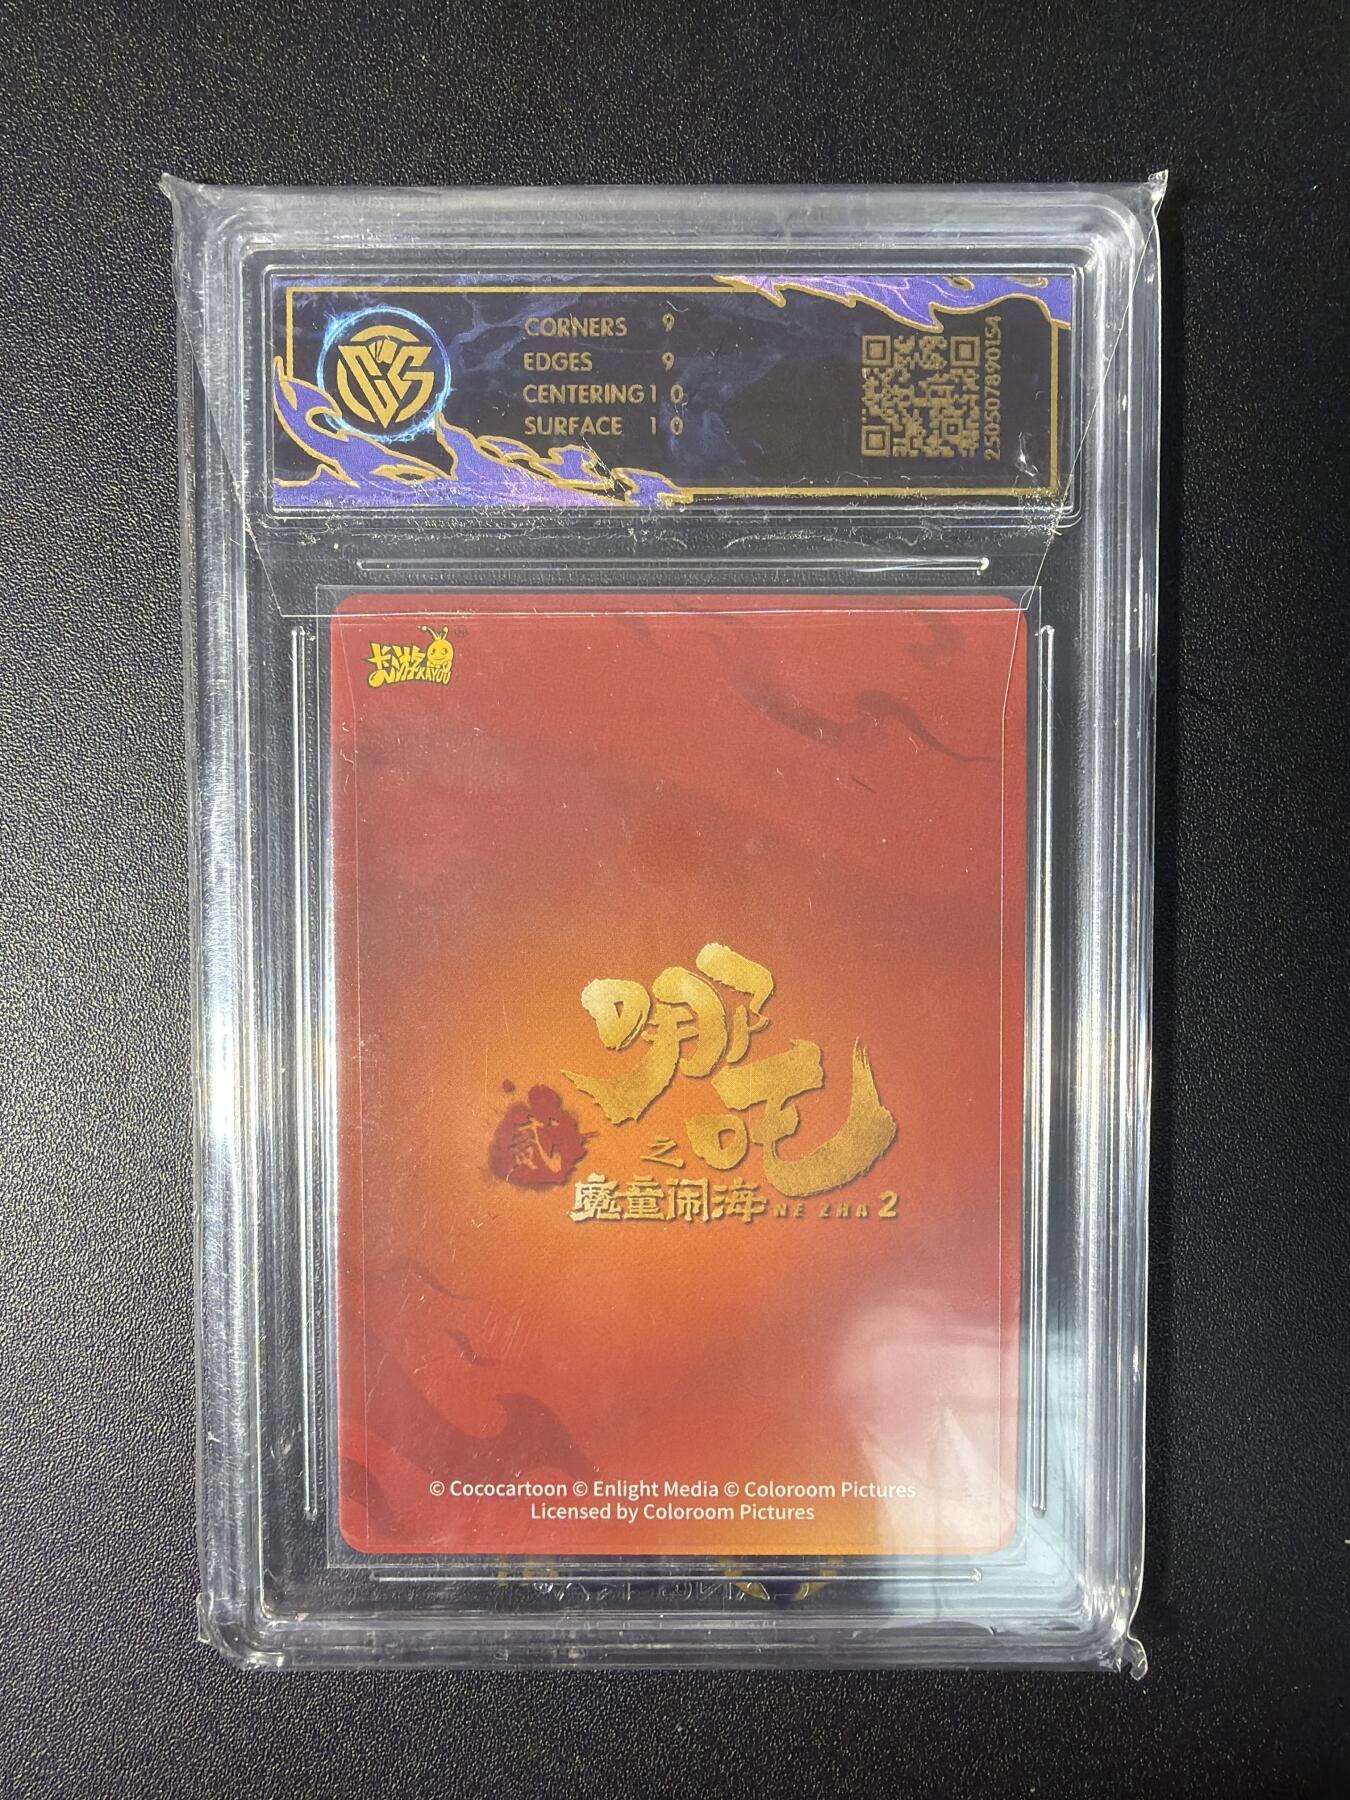 CORNERS 9
EDGES 9
CENTERING 10
SURFACE 10
250507890154
卡游 KAYOU
哪吒
之
贰
魔童闹海 NE ZHA 2
© Cococartoon © Enlight Media © Coloroom Pictures
Licensed by Coloroom Pictures